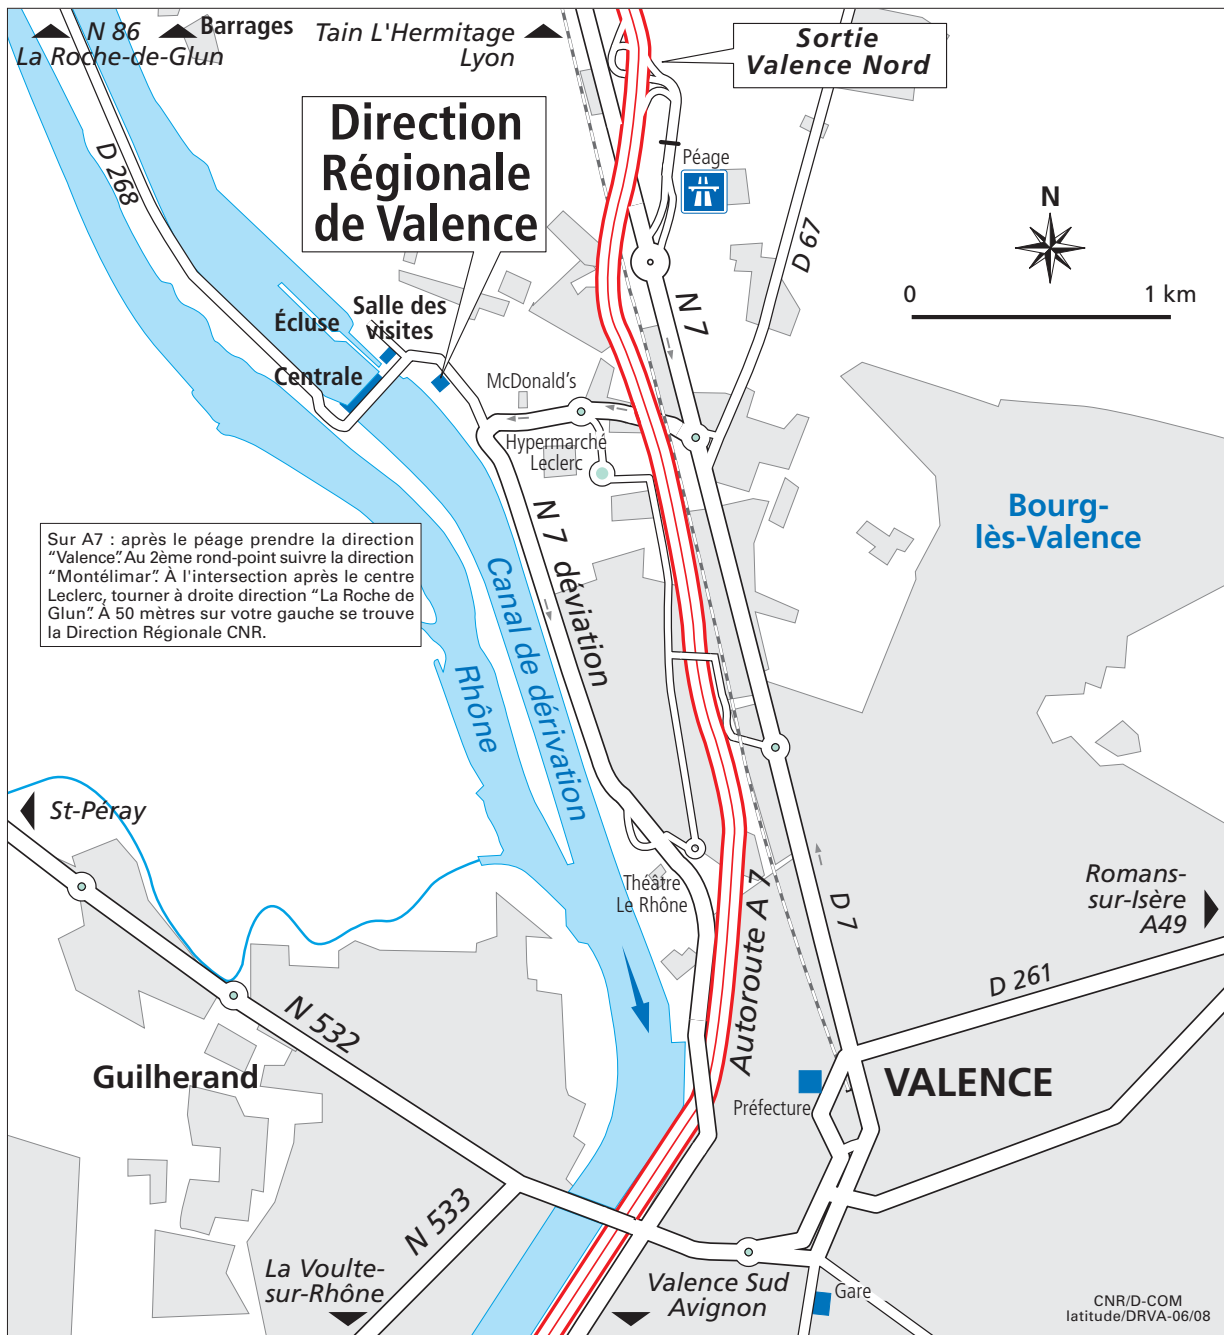 N 86
La Roche-de-Glun
Barrages
Tain L'Hermitage
Lyon
Sortie
Valence Nord
Direction
Régionale
de Valence
D 268
Péage
N
D 67
0
1 km
N 7
Salle des
visites
Écluse
Centrale
McDonald's
Hypermarché
Leclerc
Bourg-
lès-Valence
Sur A7 : après le péage prendre la direction
“Valence”. Au 2ème rond-point suivre la direction
“Montélimar”. À l'intersection après le centre
Leclerc, tourner à droite direction “La Roche de
Glun”. À 50 mètres sur votre gauche se trouve
la Direction Régionale CNR.
N 7 déviation
Canal de dérivation
Rhône
St-Péray
Théâtre
Le Rhône
Autoroute A 7
D 7
Romans-
sur-Isère
A49
D 261
N 532
Guilherand
VALENCE
Préfecture
N 533
La Voulte-
sur-Rhône
Valence Sud
Avignon
Gare
CNR/D-COM
latitude/DRVA-06/08